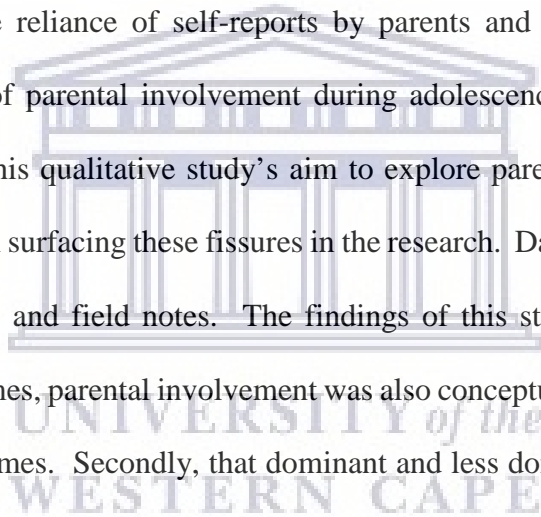 reliance of self-reports by parents and
of parental involvement during adolescenc
his qualitative study's aim to explore pare
surfacing these fissures in the research. Da
and field notes. The findings of this st
nes, parental involvement was also conceptu
UNIVERSITY of the
mes. Secondly, that dominant and less do
WESTERN CAPE